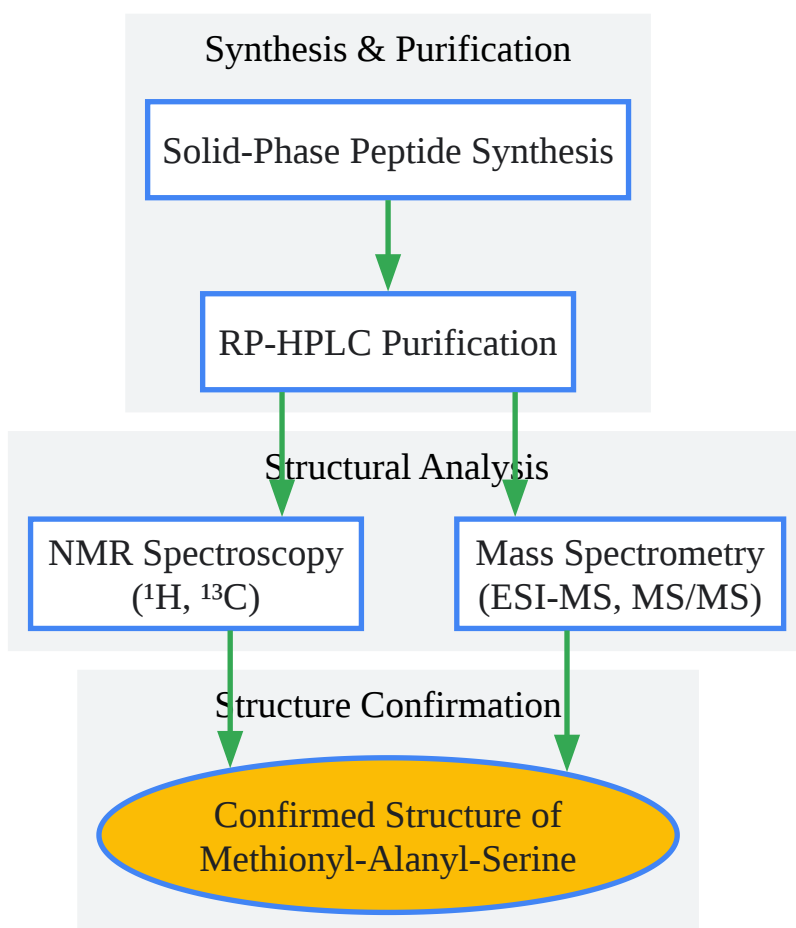 Synthesis & Purification
Solid-Phase Peptide Synthesis
RP-HPLC Purification
Structural Analysis
NMR Spectroscopy
(¹H, ¹³C)
Mass Spectrometry
(ESI-MS, MS/MS)
Structure Confirmation
Confirmed Structure of
Methionyl-Alanyl-Serine